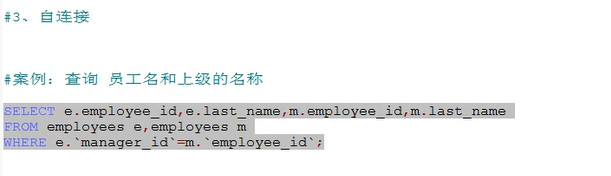 #3、自连接
#案例：查询 员工名和上级的名称
SELECT e.employee_id,e.last_name,m.employee_id,m.last_name
FROM employees e,employees m
WHERE e.`manager_id`=m.`employee_id`;